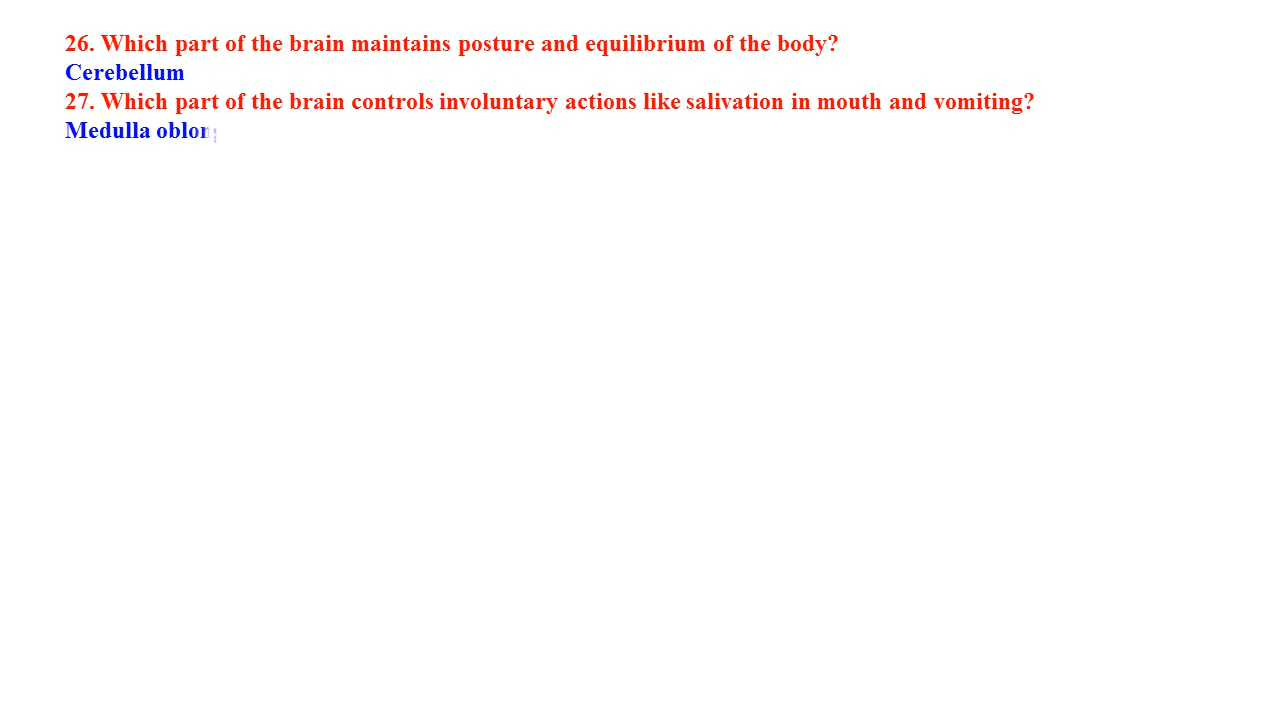 26. Which part of the brain maintains posture and equilibrium of the body?
Cerebellum
27. Which part of the brain controls involuntary actions like salivation in mouth and vomiting?
Medulla